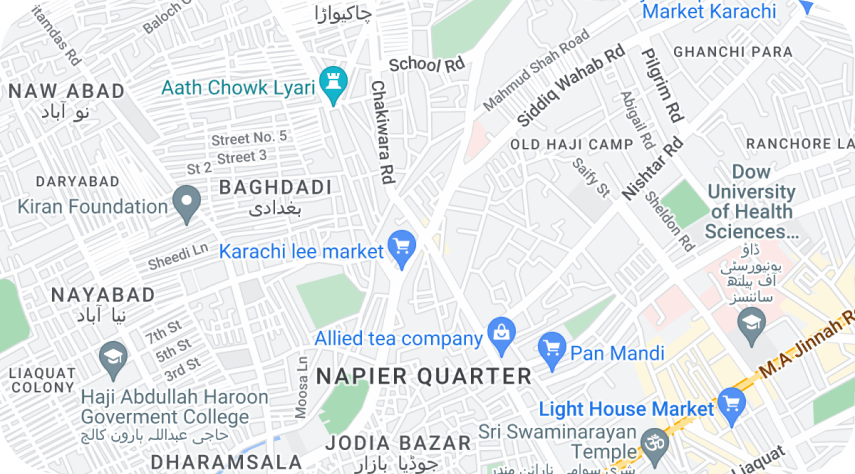 چاکیواڑا
Market Karachi
itamdas Rd
Baloch
School Rd
Mahmud Shah Road
Siddiq Wahab Rd
Pilgrim Rd
GHANCHI PARA
NAW ABAD
نو آباد
Aath Chowk Lyari
Chakiwara Rd
Abigail Rd
Street No. 5
Street 3
St 2
OLD HAJI CAMP
RANCHORE LA
Nishtar Rd
Saify St
DARYABAD
BAGHDADI
بغدادی
Kiran Foundation
Sheldon Rd
Dow
University
of Health
Sciences...
ڈاؤ
یونیورسٹی
آف ہیلتھ
سائنسز
Sheedi Ln
Karachi lee market
NAYABAD
نیا آباد
7th St
5th St
3rd St
Allied tea company
Pan Mandi
M.A Jinnah R
LIAQUAT
COLONY
Moosa Ln
NAPIER QUARTER
Haji Abdullah Haroon
Goverment College
حاجی عبداللہ ہارون کالج
Light House Market
JODIA BAZAR
جوڈیا بازار
Sri Swaminarayan
Temple
شری سوامی نارائن مندر
DHARAMSALA
Liaquat